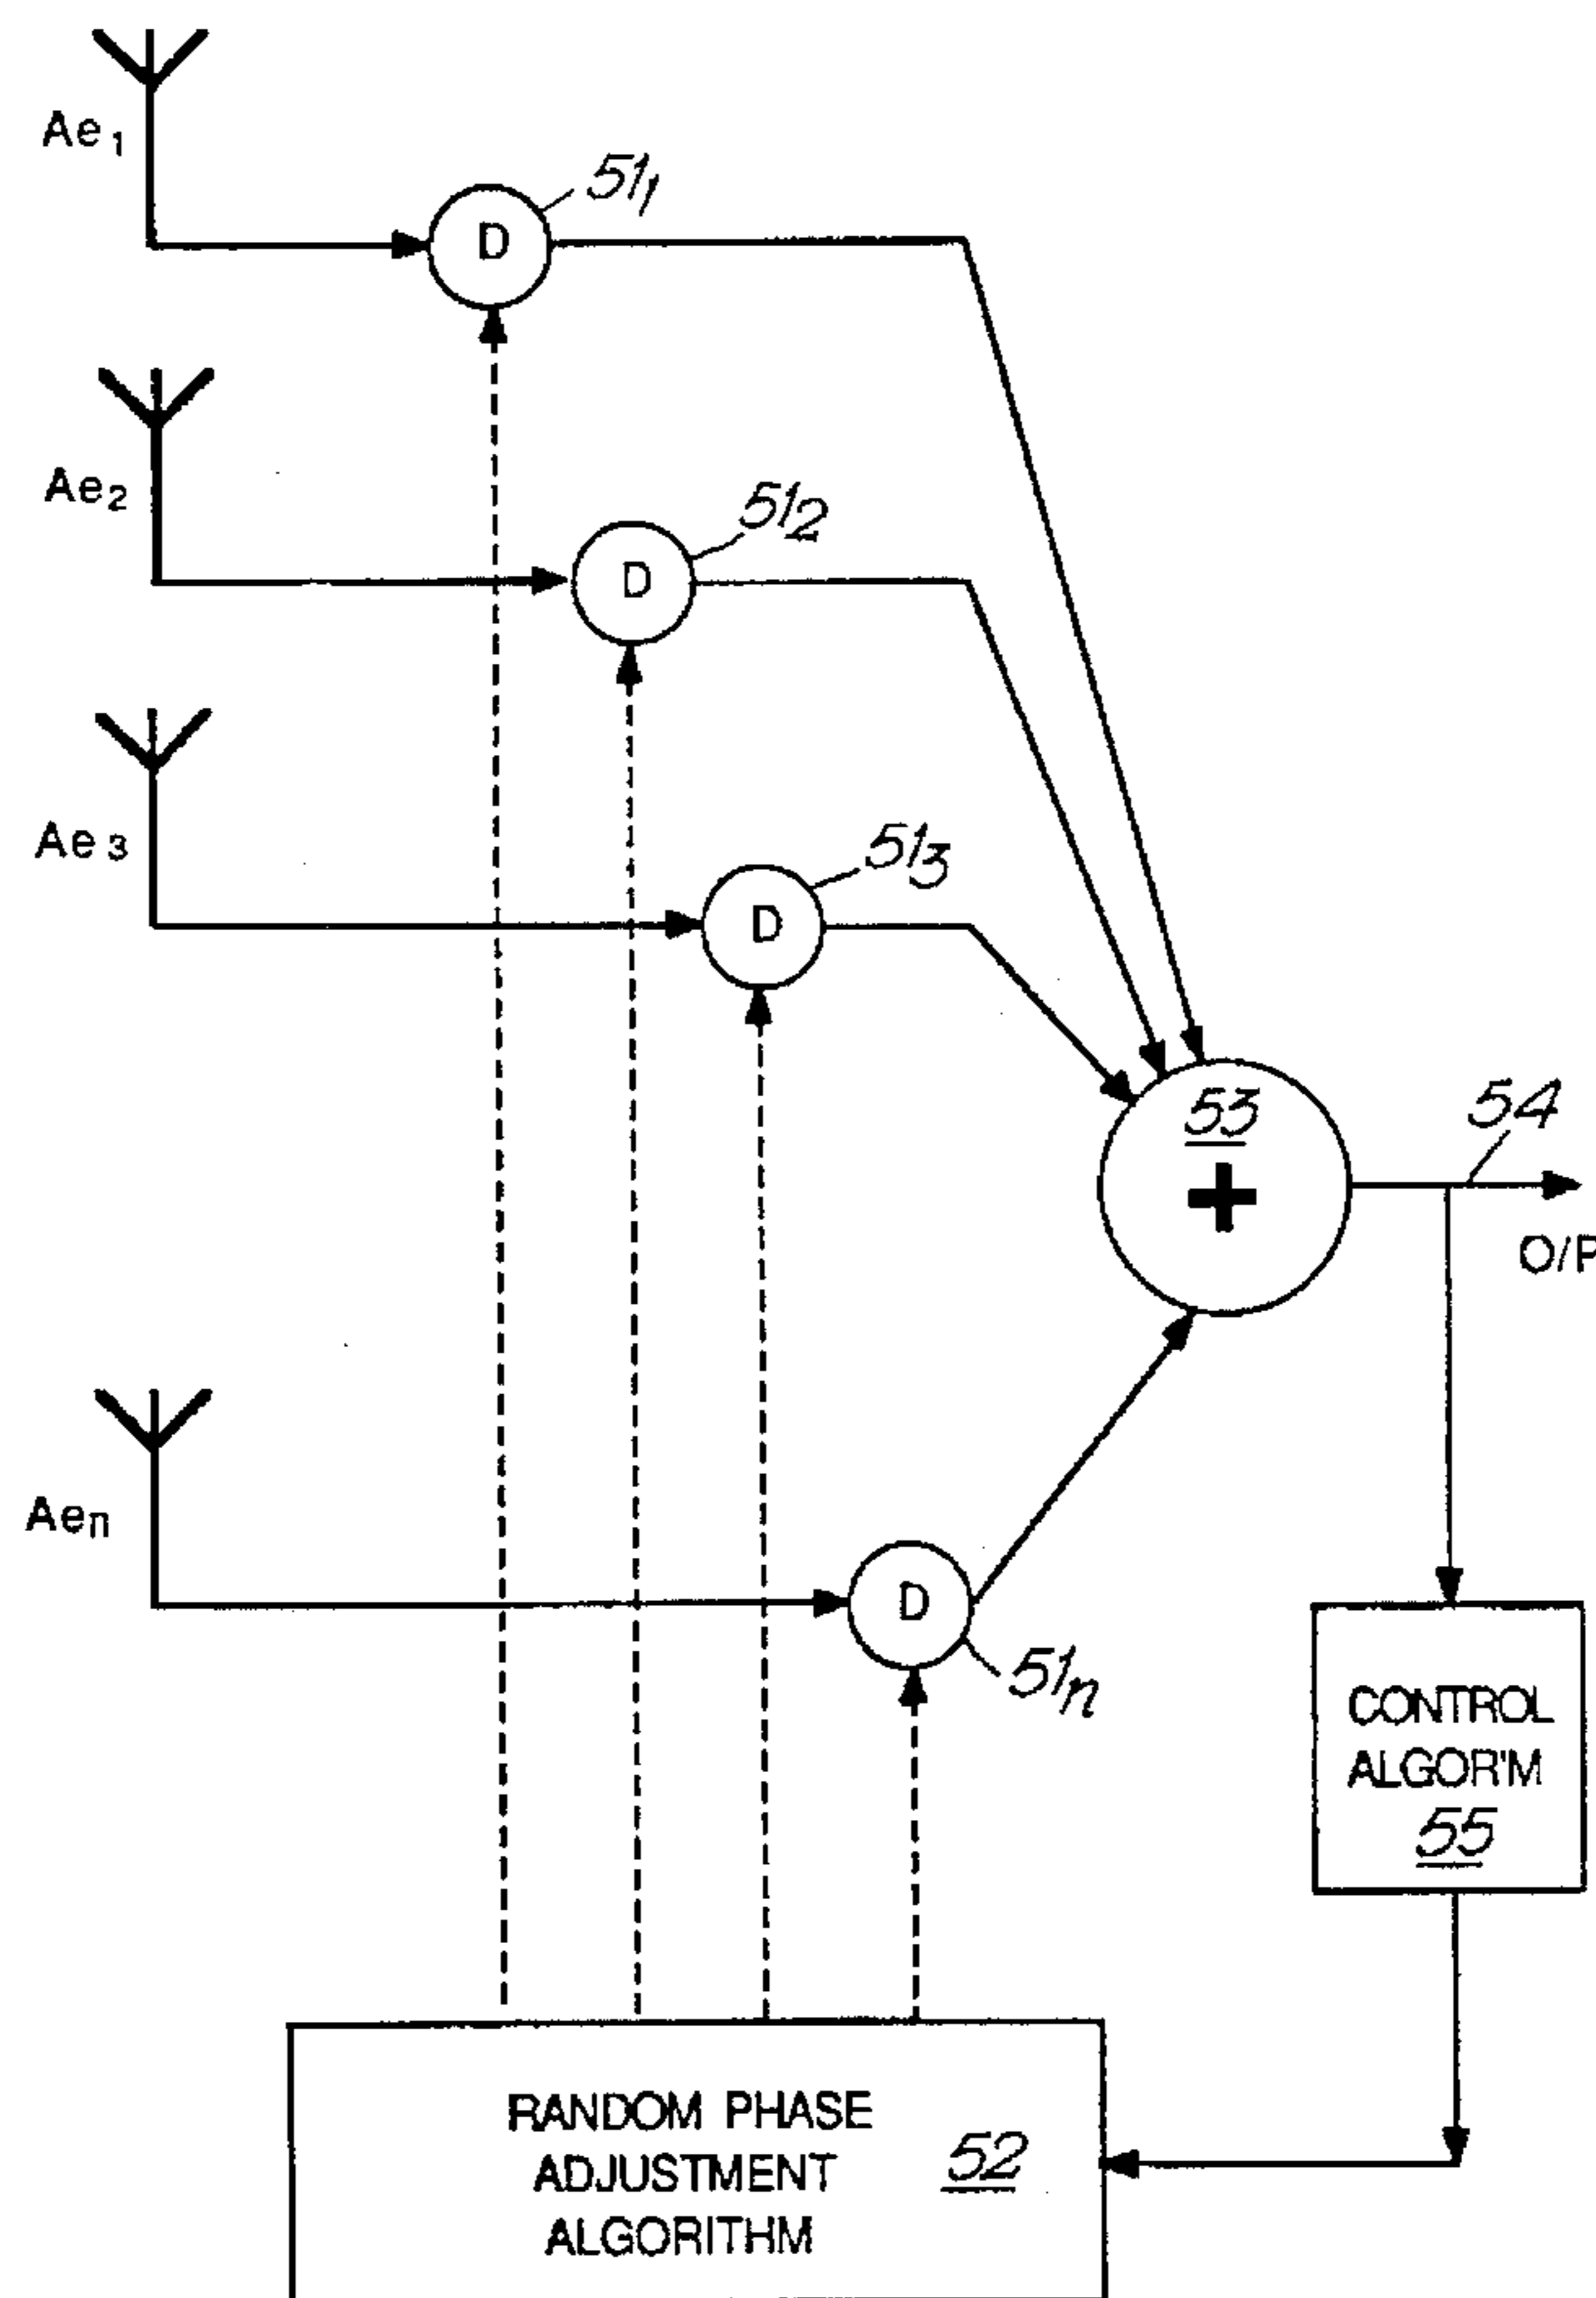 Ae1
511
D
Ae2
512
D
Ae3
513
D
53
+
54
O/P
Aen
D
51n
CONTROL
ALGOR'M
55
RANDOM PHASE
ADJUSTMENT
ALGORITHM
52